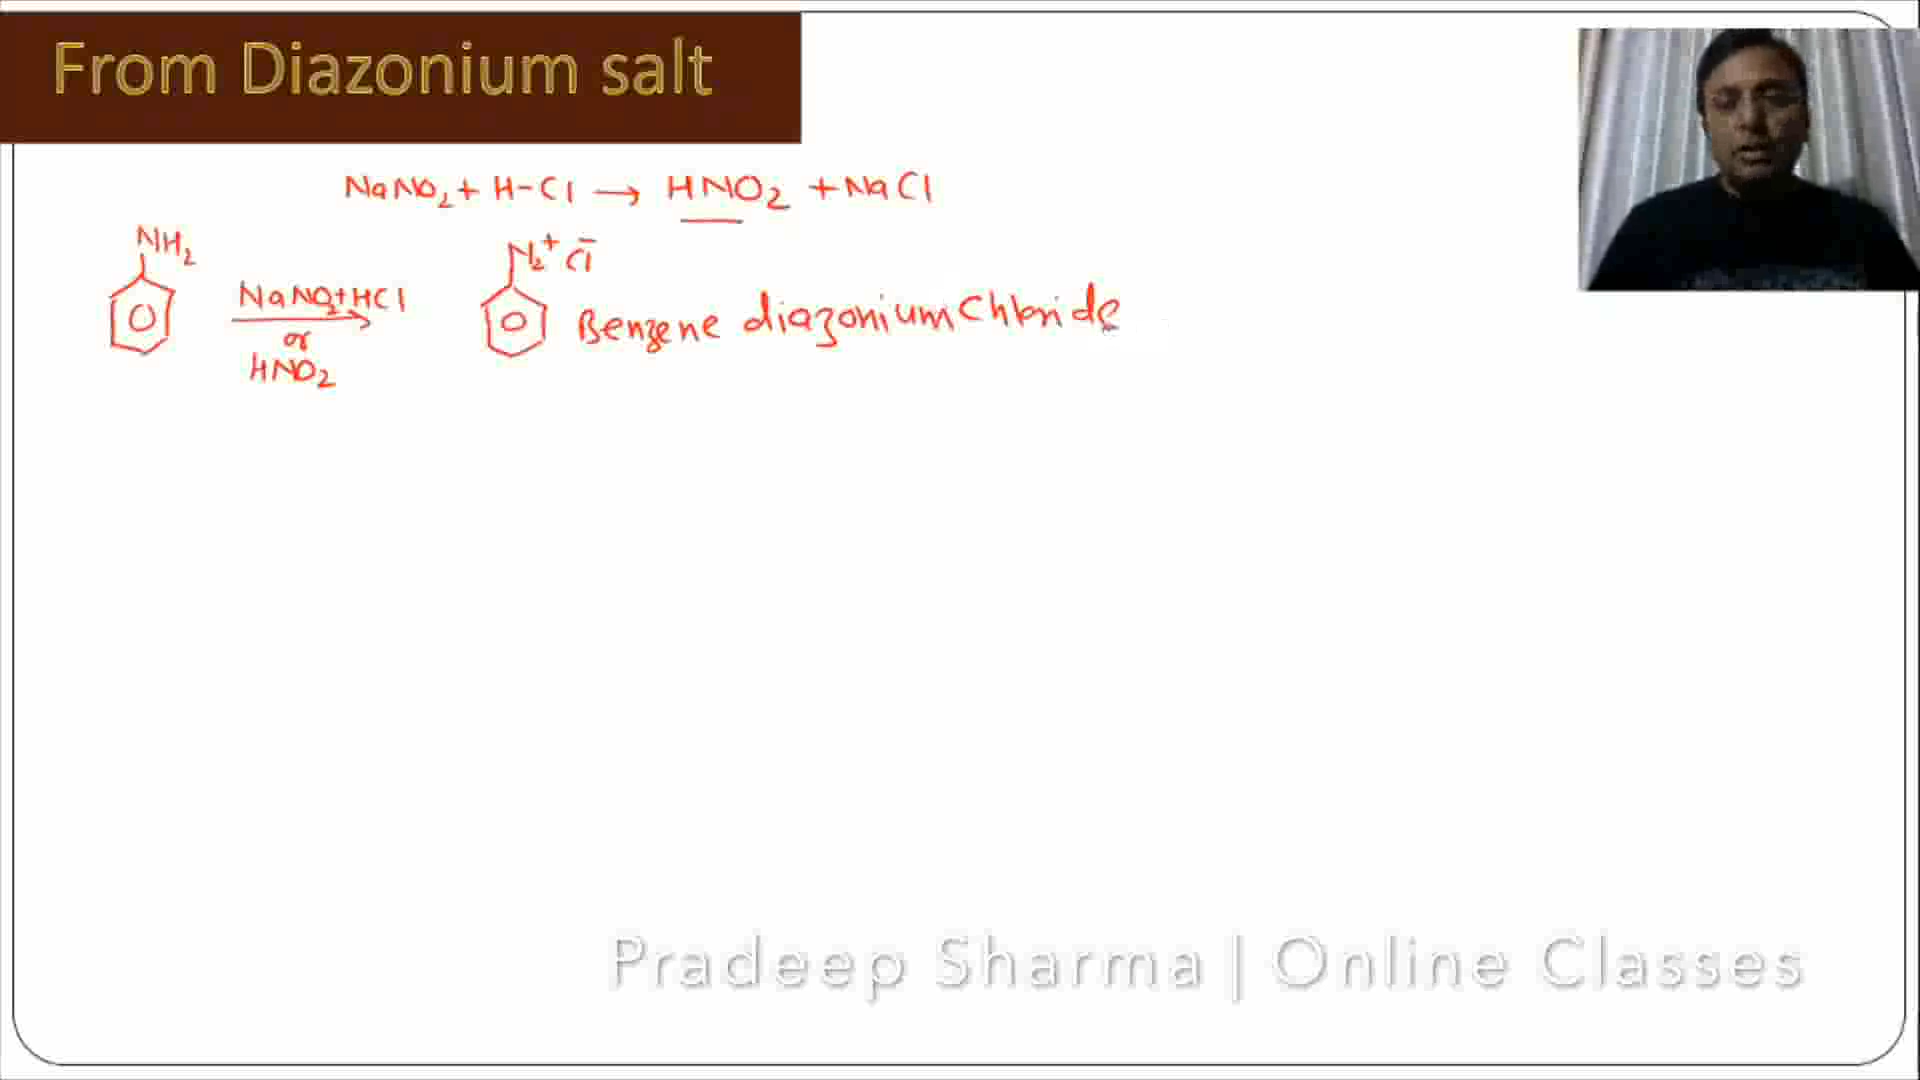 From Diazonium salt
NaNO2 + H-Cl → HNO2 + NaCl
NH2
N2+ Cl-
NaNO2+HCl
or
HNO2
Benzene diazonium Chloride
Pradeep Sharma | Online Classes